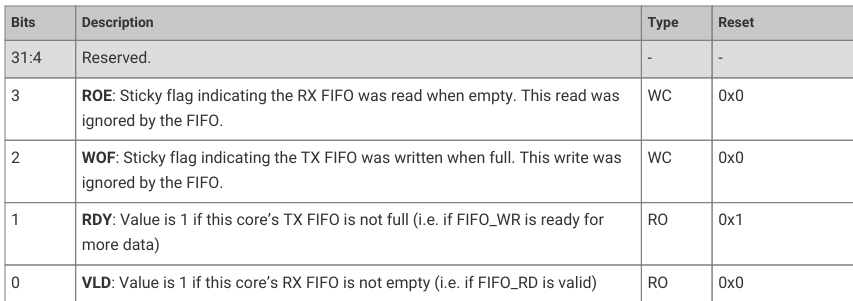 Bits Description Type Reset
31:4 Reserved. - -
3 ROE: Sticky flag indicating the RX FIFO was read when empty. This read was WC 0x0
ignored by the FIFO.
2 WOF: Sticky flag indicating the TX FIFO was written when full. This write was WC 0x0
ignored by the FIFO.
1 RDY: Value is 1 if this core’s TX FIFO is not full (i.e. if FIFO_WR is ready for RO 0x1
more data)
0 VLD: Value is 1 if this core’s RX FIFO is not empty (i.e. if FIFO_RD is valid) RO 0x0